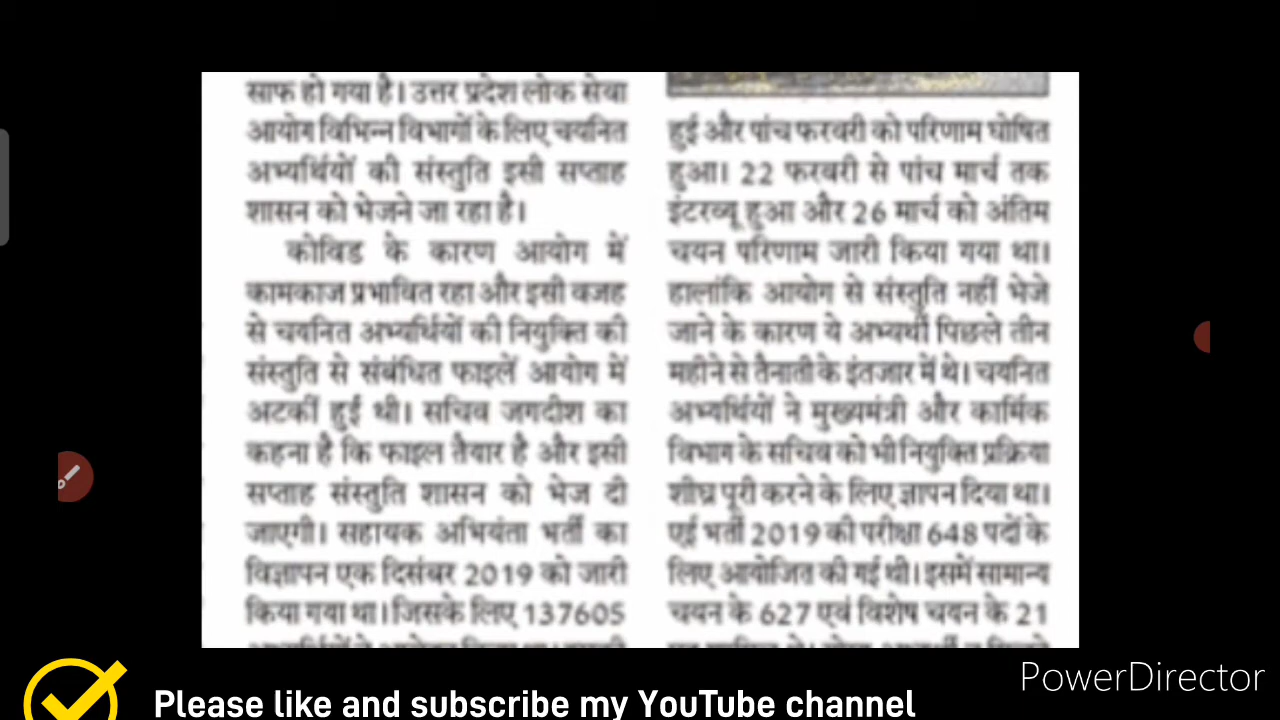 साफ हो गया है। उत्तर प्रदेश लोक सेवा
आयोग विभिन्न विभागों के लिए चयनित
अभ्यर्थियों की संस्तुति इसी सप्ताह
शासन को भेजने जा रहा है।
कोविड के कारण आयोग में
कामकाज प्रभावित रहा और इसी वजह
से चयनित अभ्यर्थियों की नियुक्ति की
संस्तुति से संबंधित फाइलें आयोग में
अटकीं हुईं थी। सचिव जगदीश का
कहना है कि फाइल तैयार है और इसी
सप्ताह संस्तुति शासन को भेज दी
जाएगी। सहायक अभियंता भर्ती का
विज्ञापन एक दिसंबर 2019 को जारी
किया गया था। जिसके लिए 137605
हुई और पांच फरवरी को परिणाम घोषित
हुआ। 22 फरवरी से पांच मार्च तक
इंटरव्यू हुआ और 26 मार्च को अंतिम
चयन परिणाम जारी किया गया था।
हालांकि आयोग से संस्तुति नहीं भेजे
जाने के कारण ये अभ्यर्थी पिछले तीन
महीने से तैनाती के इंतजार में थे। चयनित
अभ्यर्थियों ने मुख्यमंत्री और कार्मिक
विभाग के सचिव को भी नियुक्ति प्रक्रिया
शीघ्र पूरी करने के लिए ज्ञापन दिया था।
एई भर्ती 2019 की परीक्षा 648 पदों के
लिए आयोजित की गई थी। इसमें सामान्य
चयन के 627 एवं विशेष चयन के 21
PowerDirector
Please like and subscribe my YouTube channel